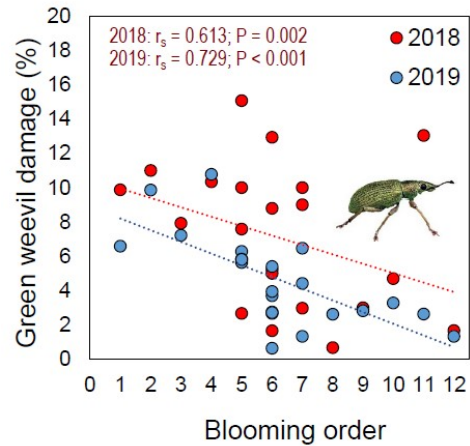 20
18
16
14
12
10
8
6
4
2
0
Green weevil damage (%)
2018: rs = 0.613; P = 0.002
2019: rs = 0.729; P < 0.001
2018
2019
0 1 2 3 4 5 6 7 8 9 10 11 12
Blooming order